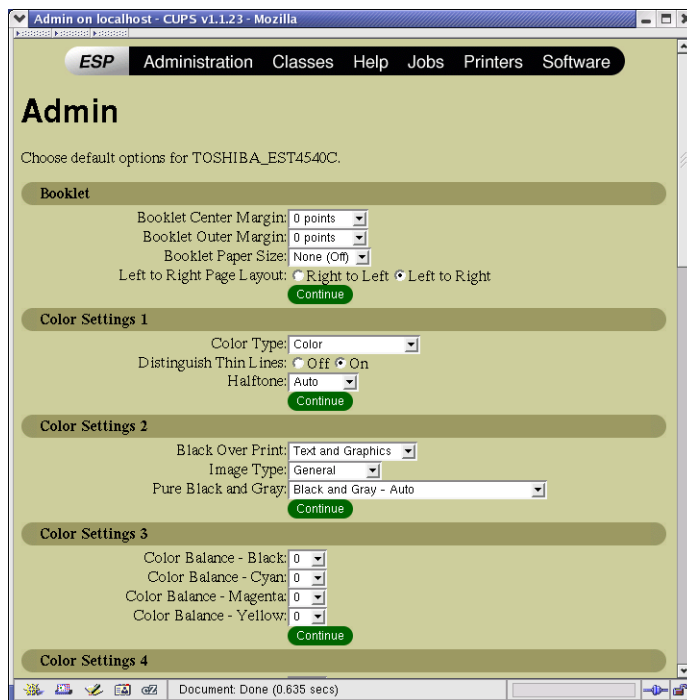 Admin on localhost - CUPS v1.1.23 - Mozilla
ESP Administration Classes Help Jobs Printers Software
Admin
Choose default options for TOSHIBA_EST4540C.
Booklet
Booklet Center Margin: 0 points
Booklet Outer Margin: 0 points
Booklet Paper Size: None (Off)
Left to Right Page Layout: Right to Left Left to Right
Continue
Color Settings 1
Color Type: Color
Distinguish Thin Lines: Off On
Halftone: Auto
Continue
Color Settings 2
Black Over Print: Text and Graphics
Image Type: General
Pure Black and Gray: Black and Gray - Auto
Continue
Color Settings 3
Color Balance - Black: 0
Color Balance - Cyan: 0
Color Balance - Magenta: 0
Color Balance - Yellow: 0
Continue
Color Settings 4
Document: Done (0.635 secs)